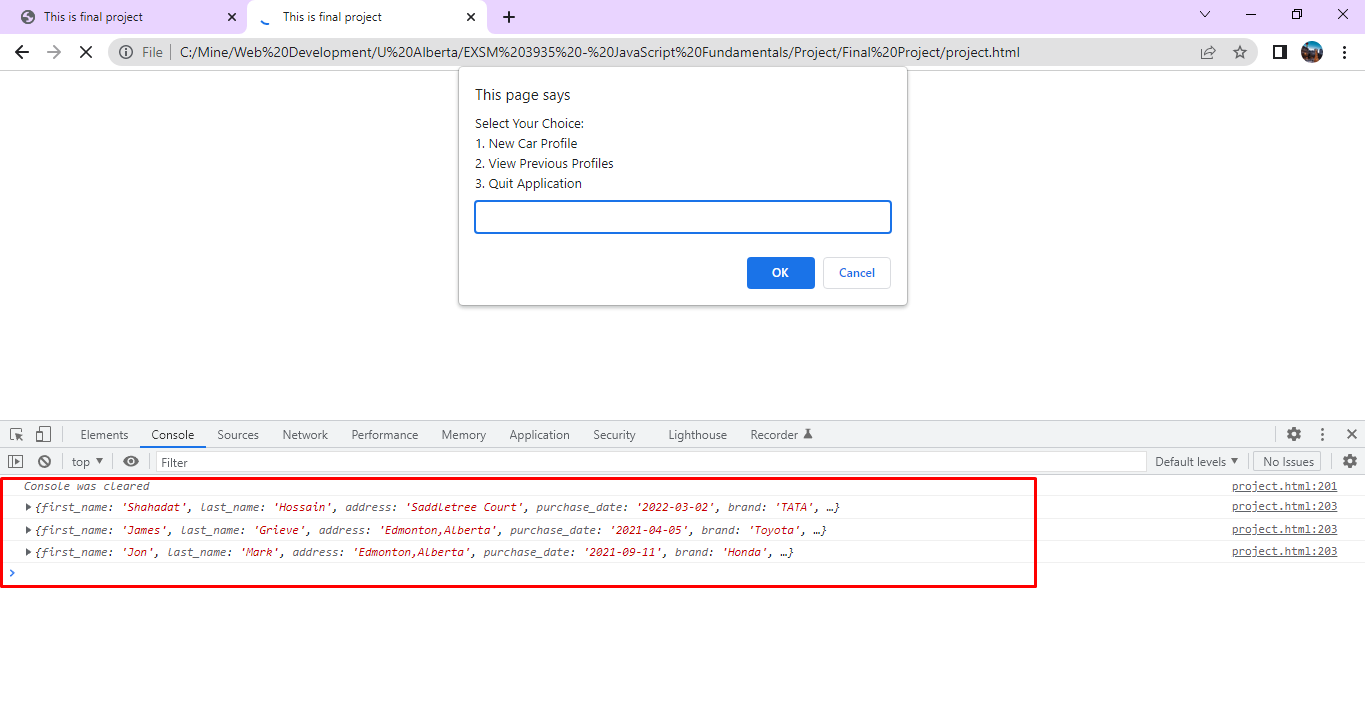 This is final project
This is final project
File
C:/Mine/Web%20Development/U%20Alberta/EXSM%203935%20-%20JavaScript%20Fundamentals/Project/Final%20Project/project.html
This page says
Select Your Choice:
1. New Car Profile
2. View Previous Profiles
3. Quit Application
OK Cancel
Elements Console Sources Network Performance Memory Application Security Lighthouse Recorder
top Filter Default levels No Issues
Console was cleared project.html:201
{first_name: 'Shahadat', last_name: 'Hossain', address: 'Saddletree Court', purchase_date: '2022-03-02', brand: 'TATA', …} project.html:203
{first_name: 'James', last_name: 'Grieve', address: 'Edmonton,Alberta', purchase_date: '2021-04-05', brand: 'Toyota', …} project.html:203
{first_name: 'Jon', last_name: 'Mark', address: 'Edmonton,Alberta', purchase_date: '2021-09-11', brand: 'Honda', …} project.html:203